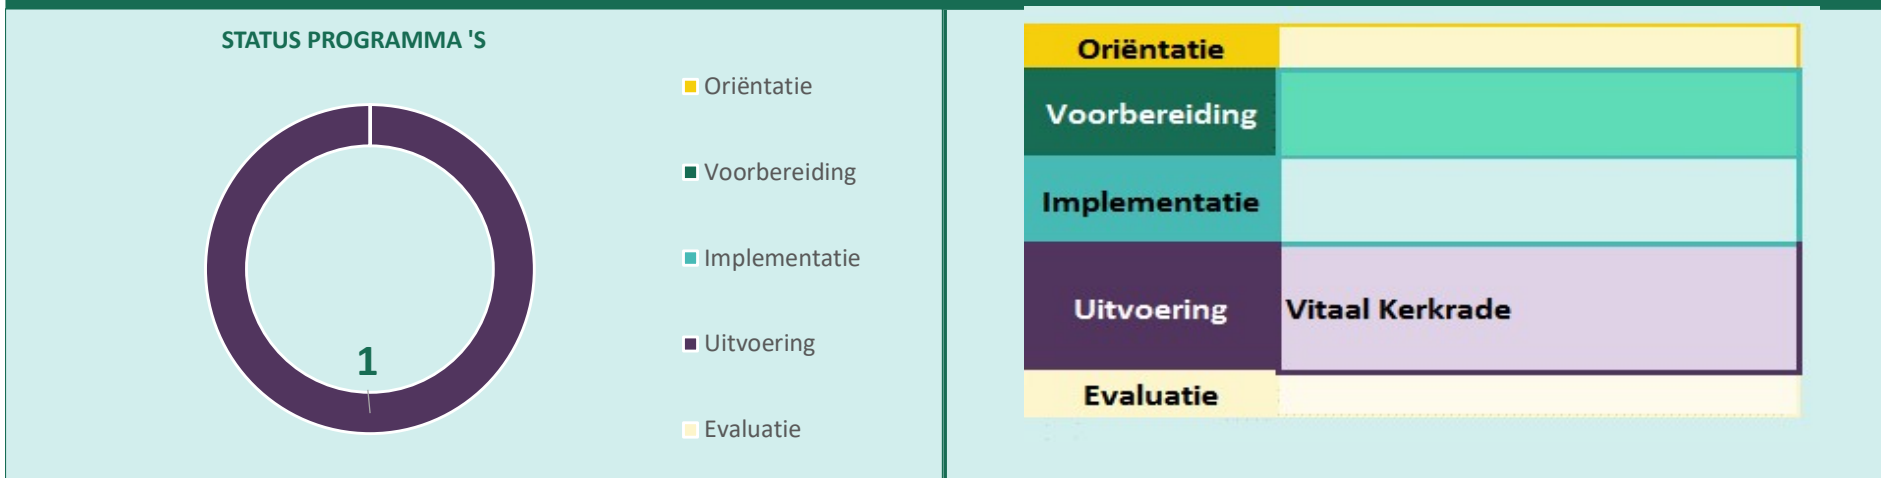 STATUS PROGRAMMA 'S
Oriëntatie
Voorbereiding
Implementatie
Uitvoering
Evaluatie
1
Oriëntatie
Voorbereiding
Implementatie
Uitvoering Vitaal Kerkrade
Evaluatie